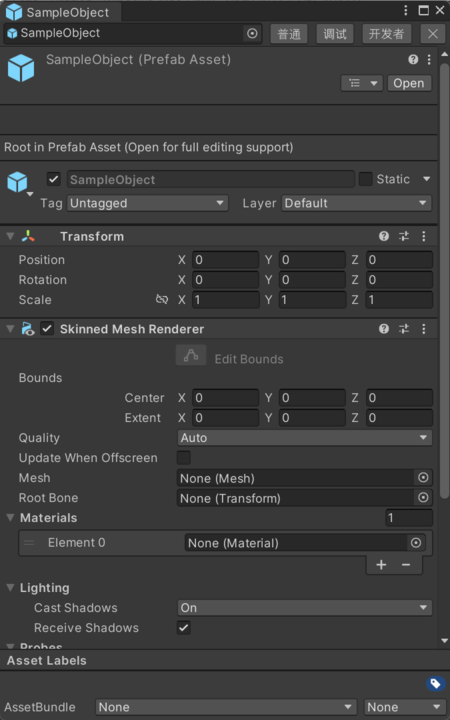 SampleObject
SampleObject 普通 调试 开发者
SampleObject (Prefab Asset)
Open
Root in Prefab Asset (Open for full editing support)
SampleObject Static
Tag Untagged Layer Default
Transform
Position X 0 Y 0 Z 0
Rotation X 0 Y 0 Z 0
Scale X 1 Y 1 Z 1
Skinned Mesh Renderer
Edit Bounds
Bounds
Center X 0 Y 0 Z 0
Extent X 0 Y 0 Z 0
Quality Auto
Update When Offscreen
Mesh None (Mesh)
Root Bone None (Transform)
Materials 1
Element 0 None (Material)
Lighting
Cast Shadows On
Receive Shadows
Probes
Asset Labels
AssetBundle None None